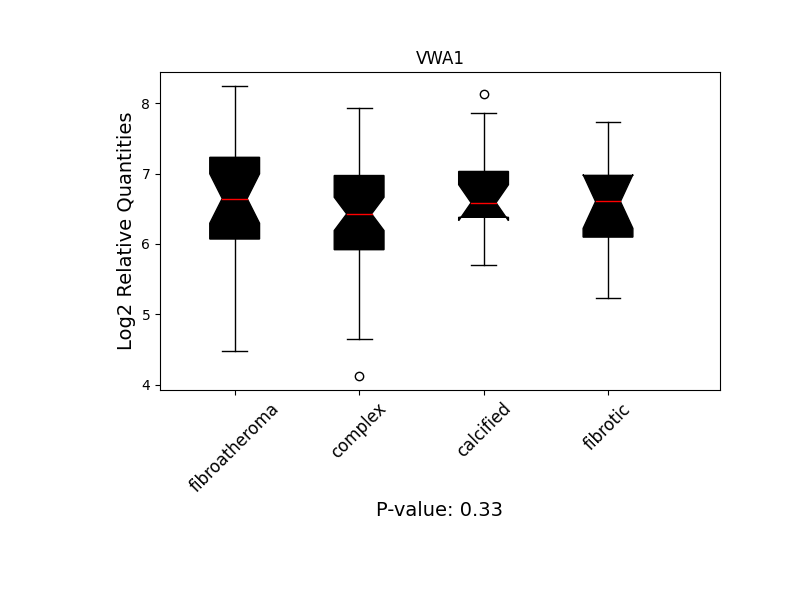 VWA1
Log2 Relative Quantities
8
7
6
5
4
fibroatheroma
complex
calcified
fibrotic
P-value: 0.33